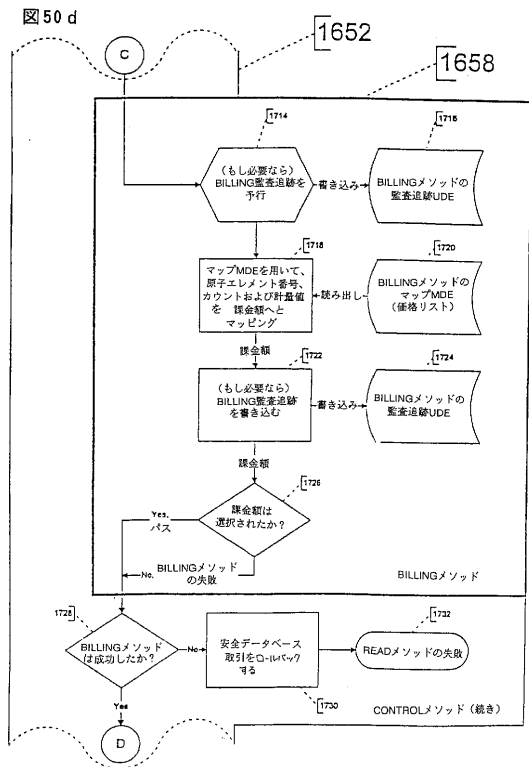 図50d
C
1652
1658
1714
(もし必要なら)
BILLING監査追跡を
予行
書き込み
1716
BILLINGメソッドの
監査追跡UDE
1718
マップMDEを用いて、
原子エレメント番号、
カウントおよび計量値
を 課金額へと
マッピング
読み出し
1720
BILLINGメソッドの
マップMDE
(価格リスト)
課金額
1722
(もし必要なら)
BILLING監査追跡
を書き込む
書き込み
1724
BILLINGメソッドの
監査追跡UDE
課金額
1726
課金額は
選択されたか?
Yes,
パス
No,
BILLINGメソッド
の失敗
BILLINGメソッド
1728
BILLINGメソッド
は成功したか?
No
安全データベース
取引をロールバック
する
1730
1732
READメソッドの失敗
Yes
CONTROLメソッド(続き)
D